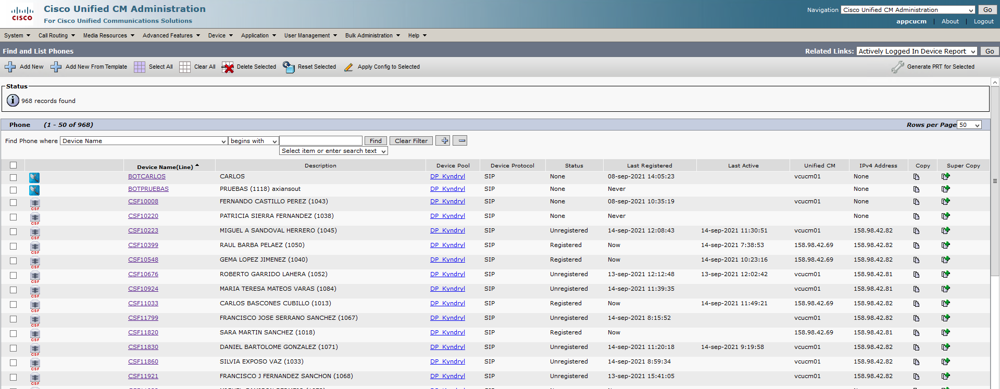 Cisco Unified CM Administration
CISCO
For Cisco Unified Communications Solutions
Navigation Cisco Unified CM Administration Go
appcucm | About | Logout
System Call Routing Media Resources Advanced Features Device Application User Management Bulk Administration Help
Find and List Phones
Related Links: Actively Logged In Device Report Go
Add New Add New From Template Select All Clear All Delete Selected Reset Selected Apply Config to Selected Generate PRT for Selected
Status
968 records found
Phone (1 - 50 of 968) Rows per Page 50
Find Phone where Device Name begins with Find Clear Filter
Select item or enter search text
Device Name(Line) Description Device Pool Device Protocol Status Last Registered Last Active Unified CM IPv4 Address Copy Super Copy
BOTCARLOS CARLOS DP_Kyndryl SIP None 08-sep-2021 14:05:23 vcucm01 None
BOTPRUEBAS PRUEBAS (1118) axiansout DP_Kyndryl SIP None Never None
CSF CSF10008 FERNANDO CASTILLO PEREZ (1043) DP_Kyndryl SIP None 08-sep-2021 10:35:19 vcucm01 None
CSF CSF10220 PATRICIA SIERRA FERNANDEZ (1038) DP_Kyndryl SIP None Never None
CSF CSF10223 MIGUEL A SANDOVAL HERRERO (1045) DP_Kyndryl SIP Unregistered 14-sep-2021 12:08:43 14-sep-2021 11:30:51 vcucm01 158.98.42.82
CSF CSF10399 RAUL BARBA PELAEZ (1050) DP_Kyndryl SIP Registered Now 14-sep-2021 7:38:53 158.98.42.69 158.98.42.82
CSF CSF10548 GEMA LOPEZ JIMENEZ (1040) DP_Kyndryl SIP Registered Now 14-sep-2021 10:23:16 158.98.42.69 158.98.42.82
CSF CSF10676 ROBERTO GARRIDO LAHERA (1052) DP_Kyndryl SIP Unregistered 13-sep-2021 12:12:48 13-sep-2021 12:02:42 vcucm01 158.98.42.81
CSF CSF10924 MARIA TERESA MATEOS VARAS (1084) DP_Kyndryl SIP Unregistered 14-sep-2021 11:39:35 vcucm01 158.98.42.81
CSF CSF11033 CARLOS BASCONES CUBILLO (1013) DP_Kyndryl SIP Registered Now 14-sep-2021 11:49:21 158.98.42.69 158.98.42.82
CSF CSF11799 FRANCISCO JOSE SERRANO SANCHEZ (1067) DP_Kyndryl SIP Unregistered 14-sep-2021 8:15:52 vcucm01 158.98.42.82
CSF CSF11820 SARA MARTIN SANCHEZ (1018) DP_Kyndryl SIP Registered Now 158.98.42.69 158.98.42.81
CSF CSF11830 DANIEL BARTOLOME GONZALEZ (1071) DP_Kyndryl SIP Unregistered 14-sep-2021 11:20:18 14-sep-2021 9:19:58 vcucm01 158.98.42.82
CSF CSF11860 SILVIA EXPOSO VAZ (1033) DP_Kyndryl SIP Unregistered 14-sep-2021 8:59:34 vcucm01 158.98.42.82
CSF CSF11921 FRANCISCO J FERNANDEZ SANCHON (1068) DP_Kyndryl SIP Unregistered 13-sep-2021 15:41:05 vcucm01 158.98.42.82